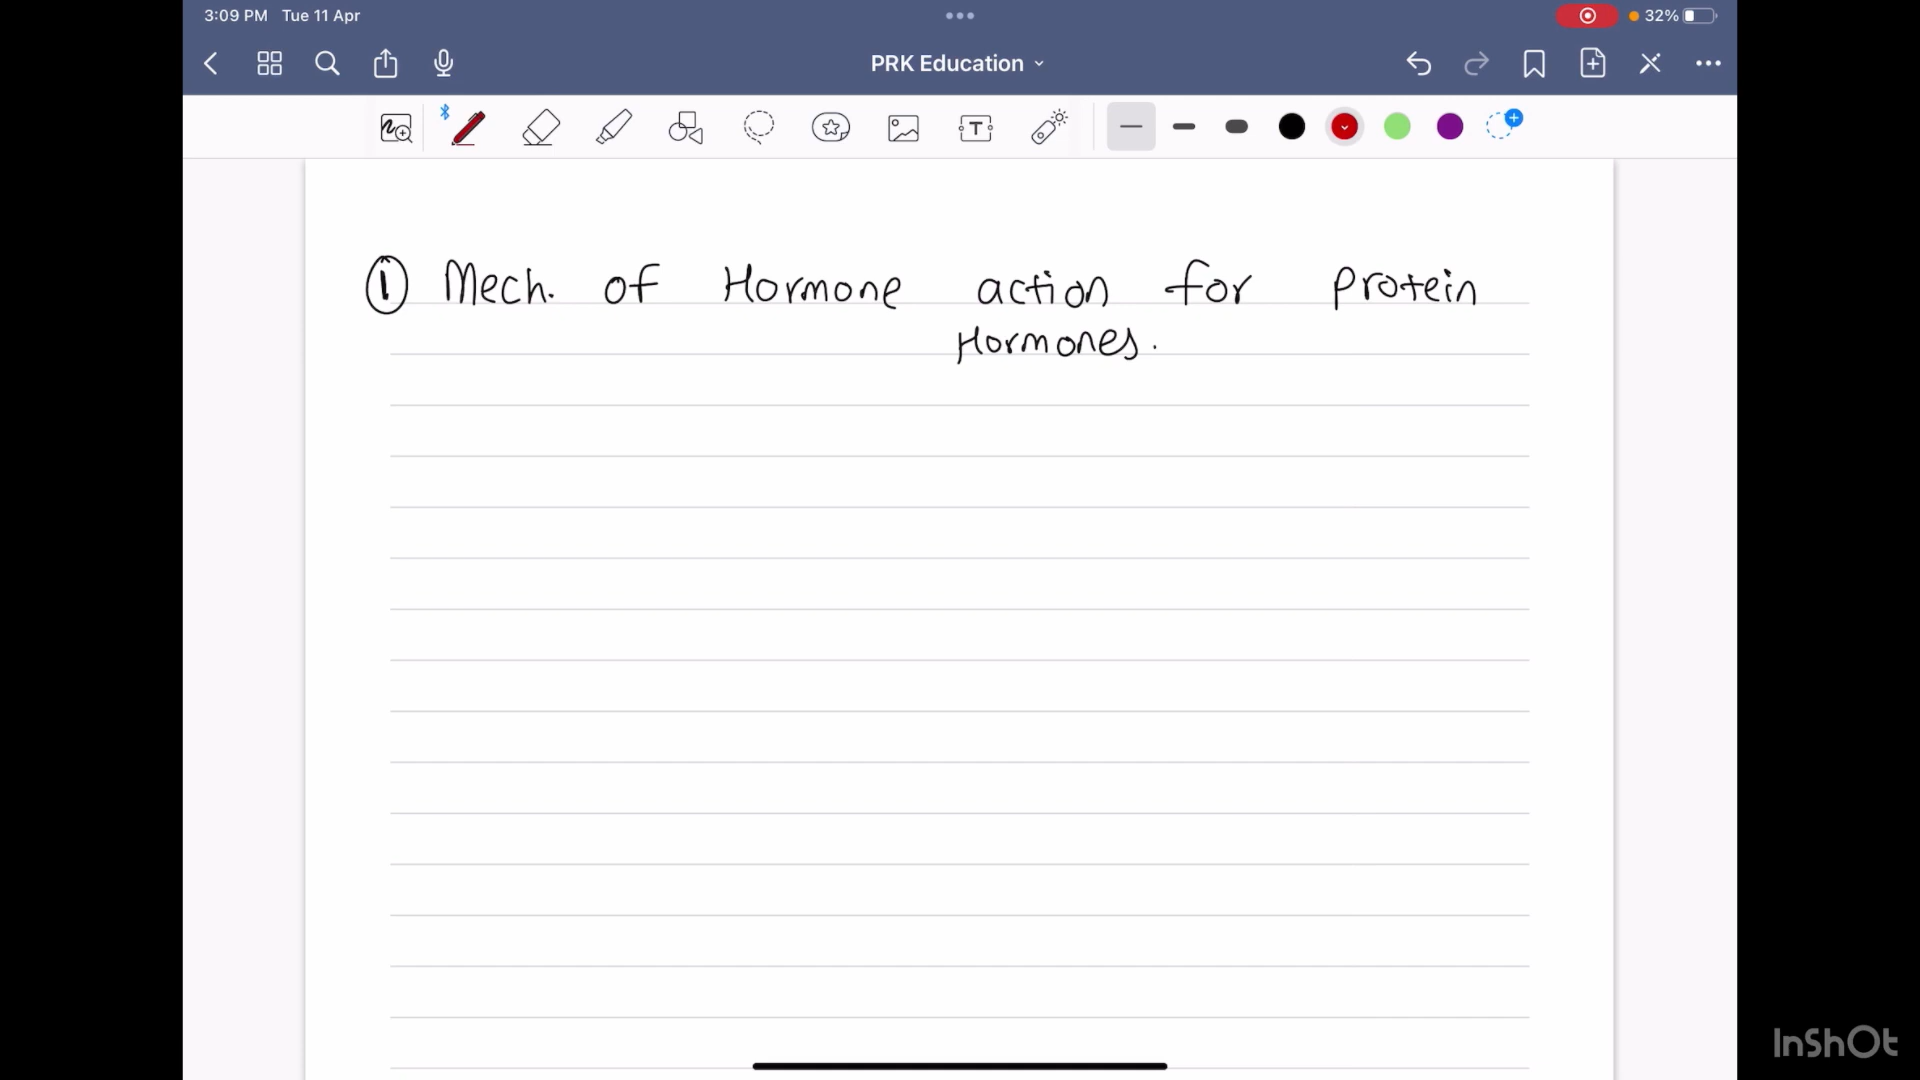 3:09 PM Tue 11 Apr
32%
PRK Education
T
① Mech. of Hormone action for protein
Hormones.
InShOt